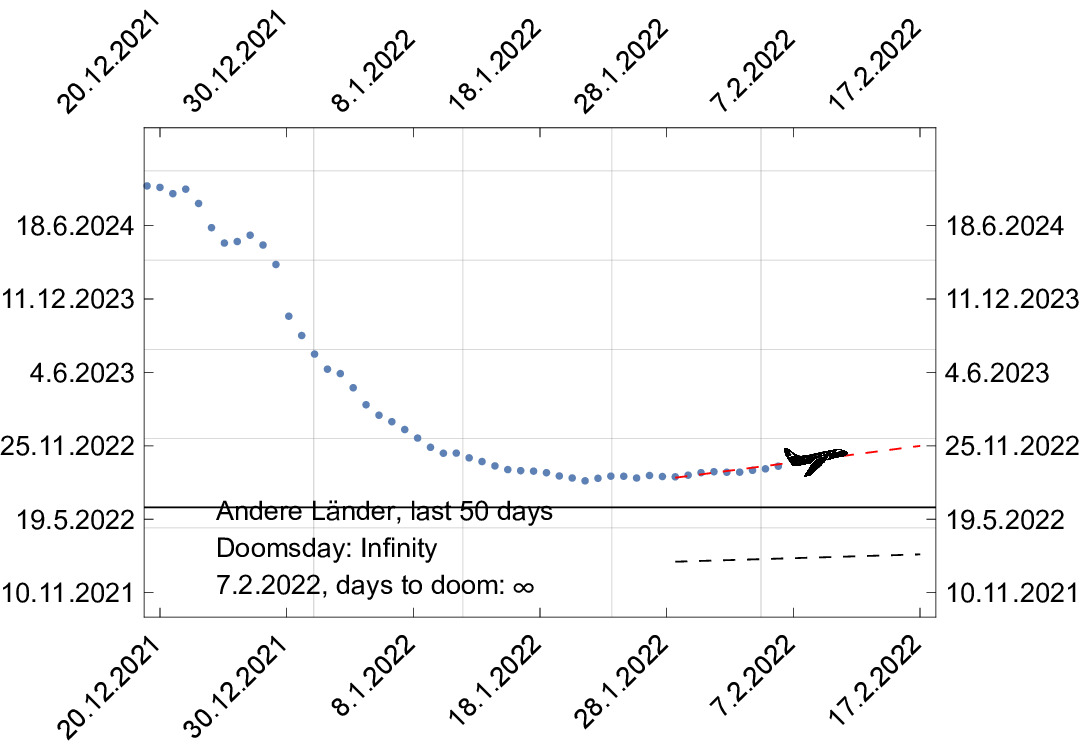 20.12.2021 30.12.2021 8.1.2022 18.1.2022 28.1.2022 7.2.2022 17.2.2022
18.6.2024 18.6.2024
11.12.2023 11.12.2023
4.6.2023 4.6.2023
25.11.2022 25.11.2022
Andere Länder, last 50 days
19.5.2022 19.5.2022
Doomsday: Infinity
7.2.2022, days to doom: ∞
10.11.2021 10.11.2021
20.12.2021 30.12.2021 8.1.2022 18.1.2022 28.1.2022 7.2.2022 17.2.2022